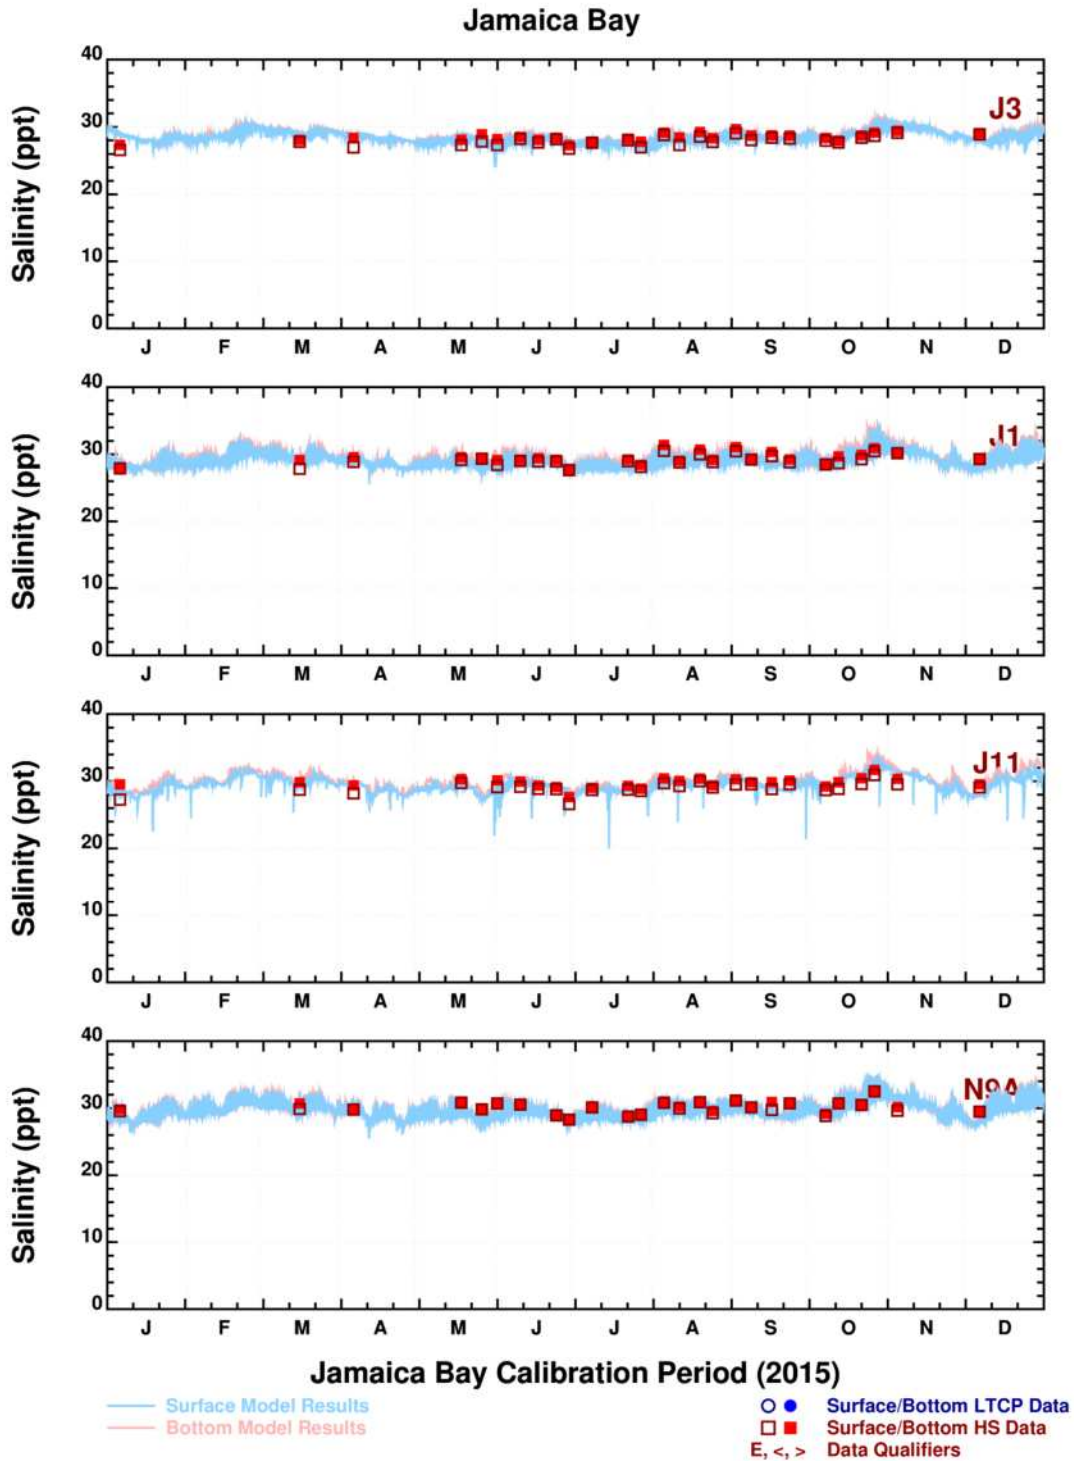 Jamaica Bay
Salinity (ppt)
40
30
20
10
0
J3
J F M A M J J A S O N D
Salinity (ppt)
40
30
20
10
0
J1
J F M A M J J A S O N D
Salinity (ppt)
40
30
20
10
0
J11
J F M A M J J A S O N D
Salinity (ppt)
40
30
20
10
0
N9A
J F M A M J J A S O N D
Jamaica Bay Calibration Period (2015)
Surface Model Results
Bottom Model Results
Surface/Bottom LTCP Data
Surface/Bottom HS Data
E, <, > Data Qualifiers